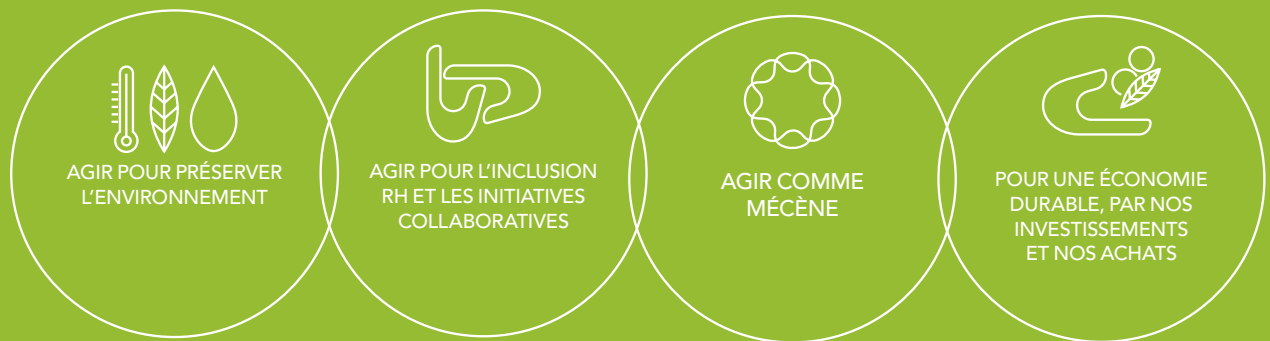 AGIR POUR PRÉSERVER
L’ENVIRONNEMENT
AGIR POUR L’INCLUSION
RH ET LES INITIATIVES
COLLABORATIVES
AGIR COMME
MÉCÈNE
POUR UNE ÉCONOMIE
DURABLE, PAR NOS
INVESTISSEMENTS
ET NOS ACHATS